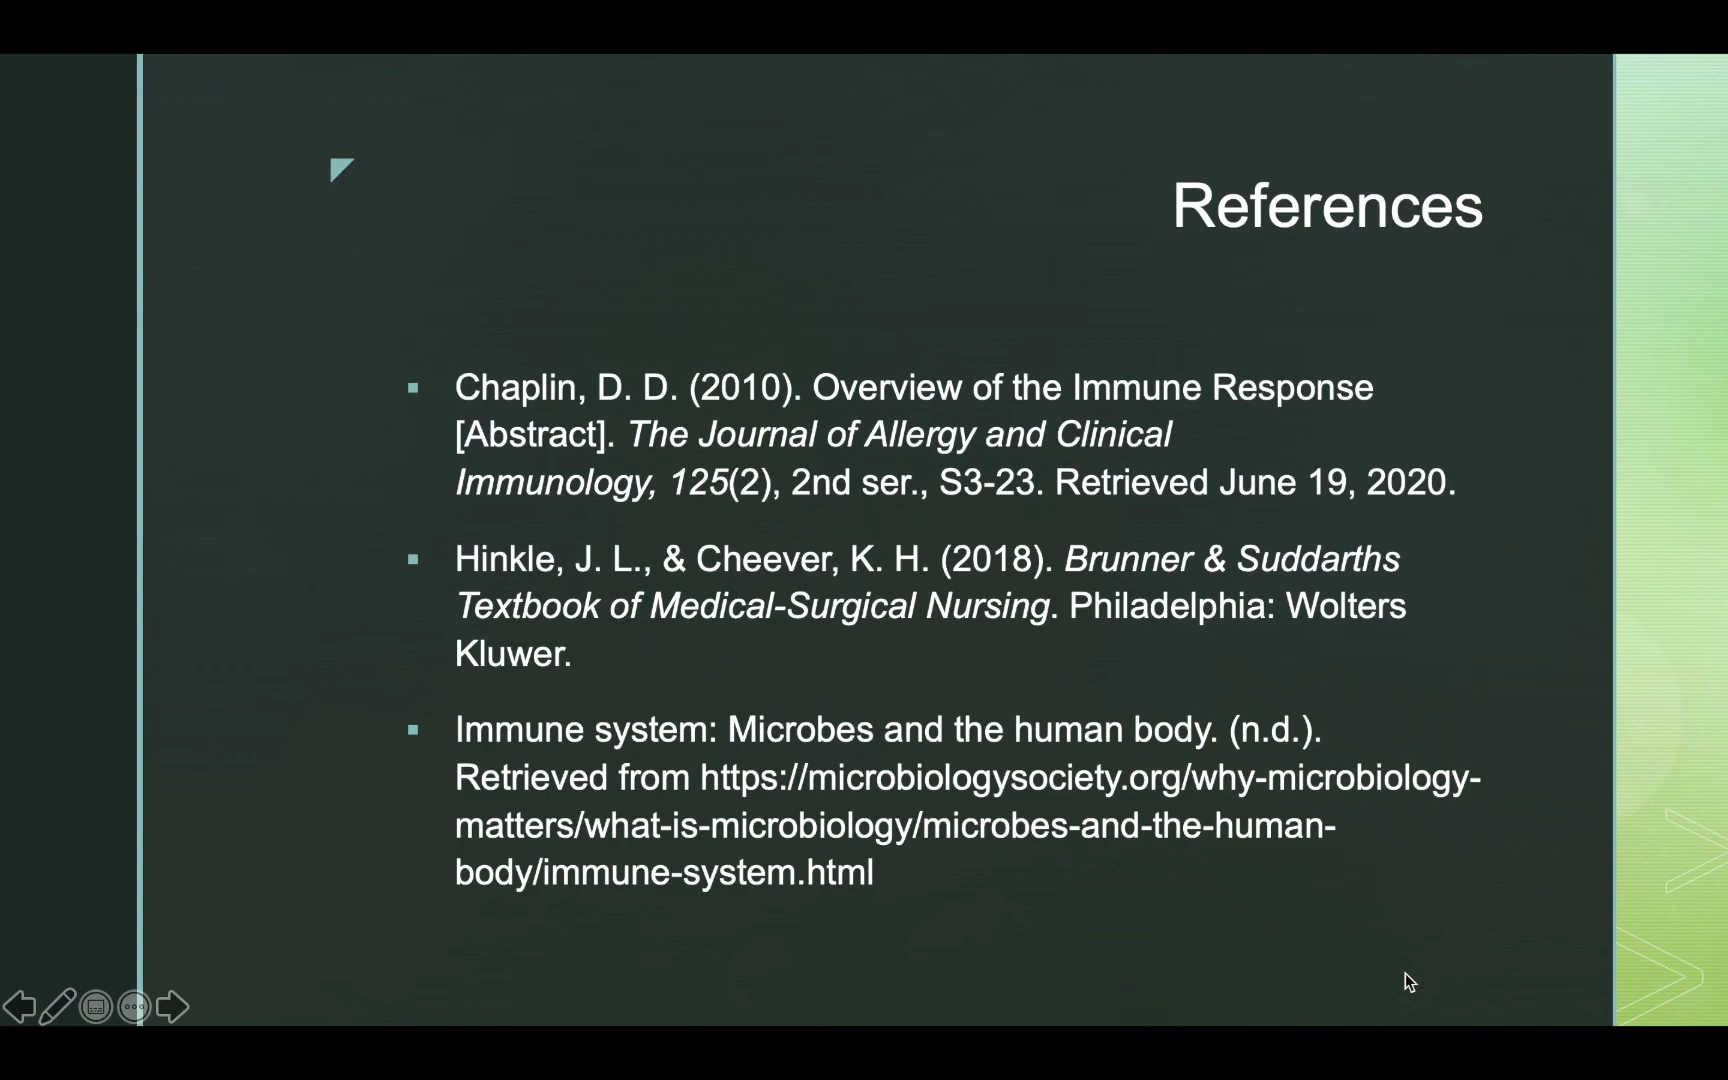 References
Chaplin, D. D. (2010). Overview of the Immune Response
[Abstract]. The Journal of Allergy and Clinical
Immunology, 125(2), 2nd ser., S3-23. Retrieved June 19, 2020.
Hinkle, J. L., & Cheever, K. H. (2018). Brunner & Suddarths
Textbook of Medical-Surgical Nursing. Philadelphia: Wolters
Kluwer.
Immune system: Microbes and the human body. (n.d.).
Retrieved from https://microbiologysociety.org/why-microbiology-
matters/what-is-microbiology/microbes-and-the-human-
body/immune-system.html